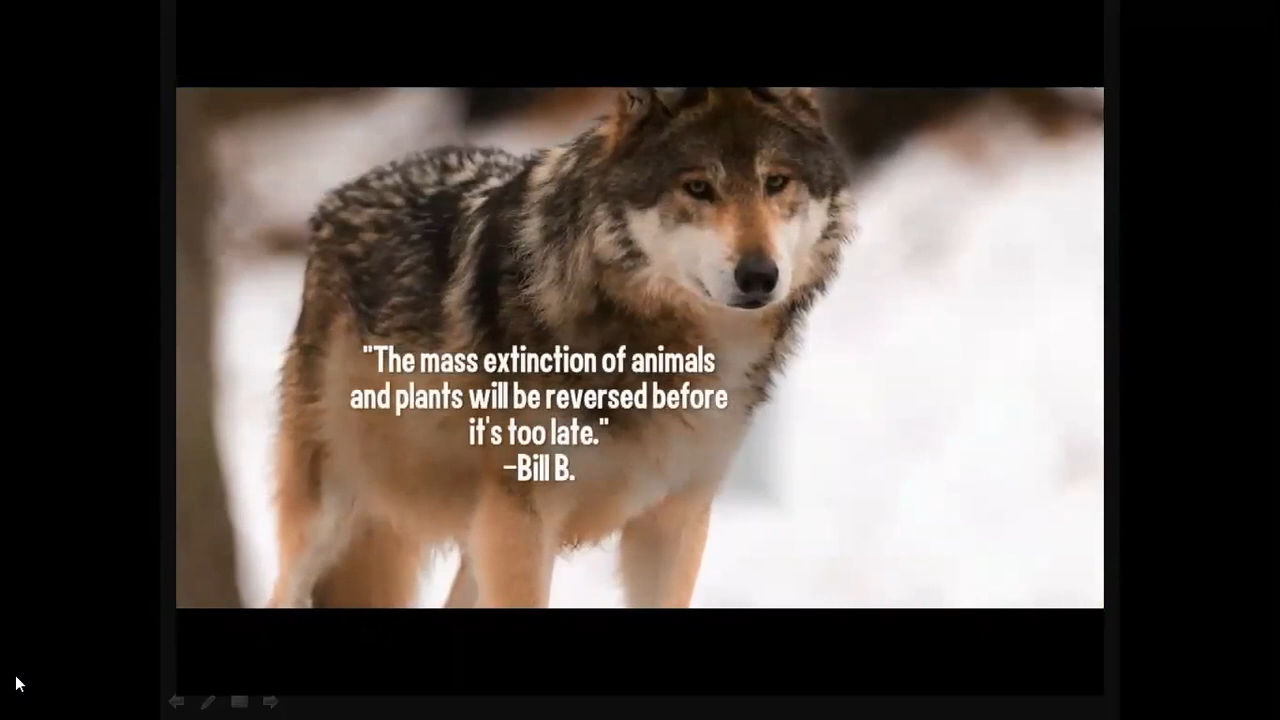 "The mass extinction of animals
and plants will be reversed before
it's too late."
-Bill B.